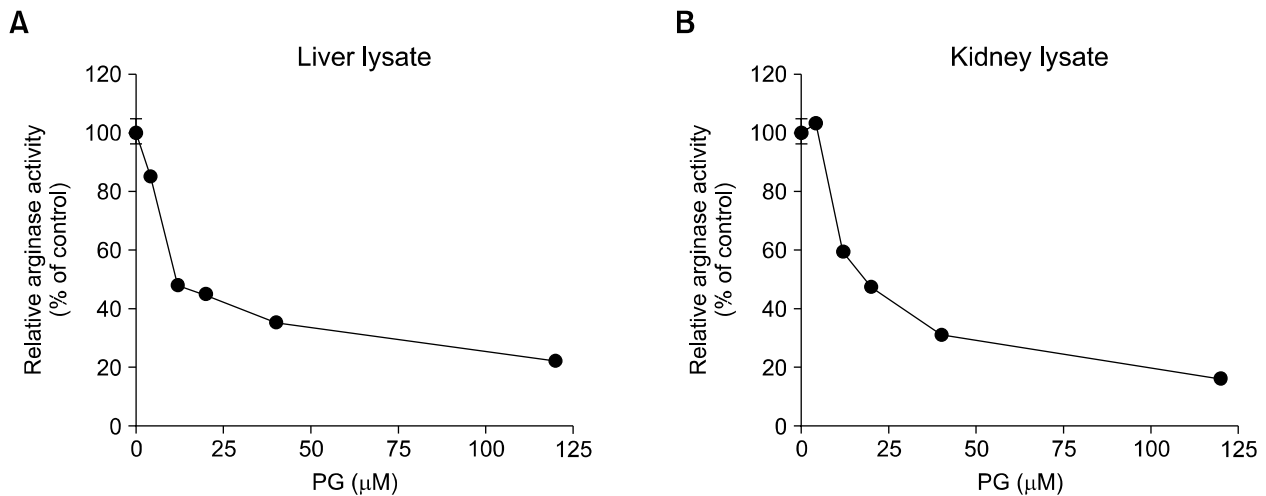 A
Liver lysate
Relative arginase activity
(% of control)
120
100
80
60
40
20
0
0 25 50 75 100 125
PG (μM)
B
Kidney lysate
Relative arginase activity
(% of control)
120
100
80
60
40
20
0
0 25 50 75 100 125
PG (μM)